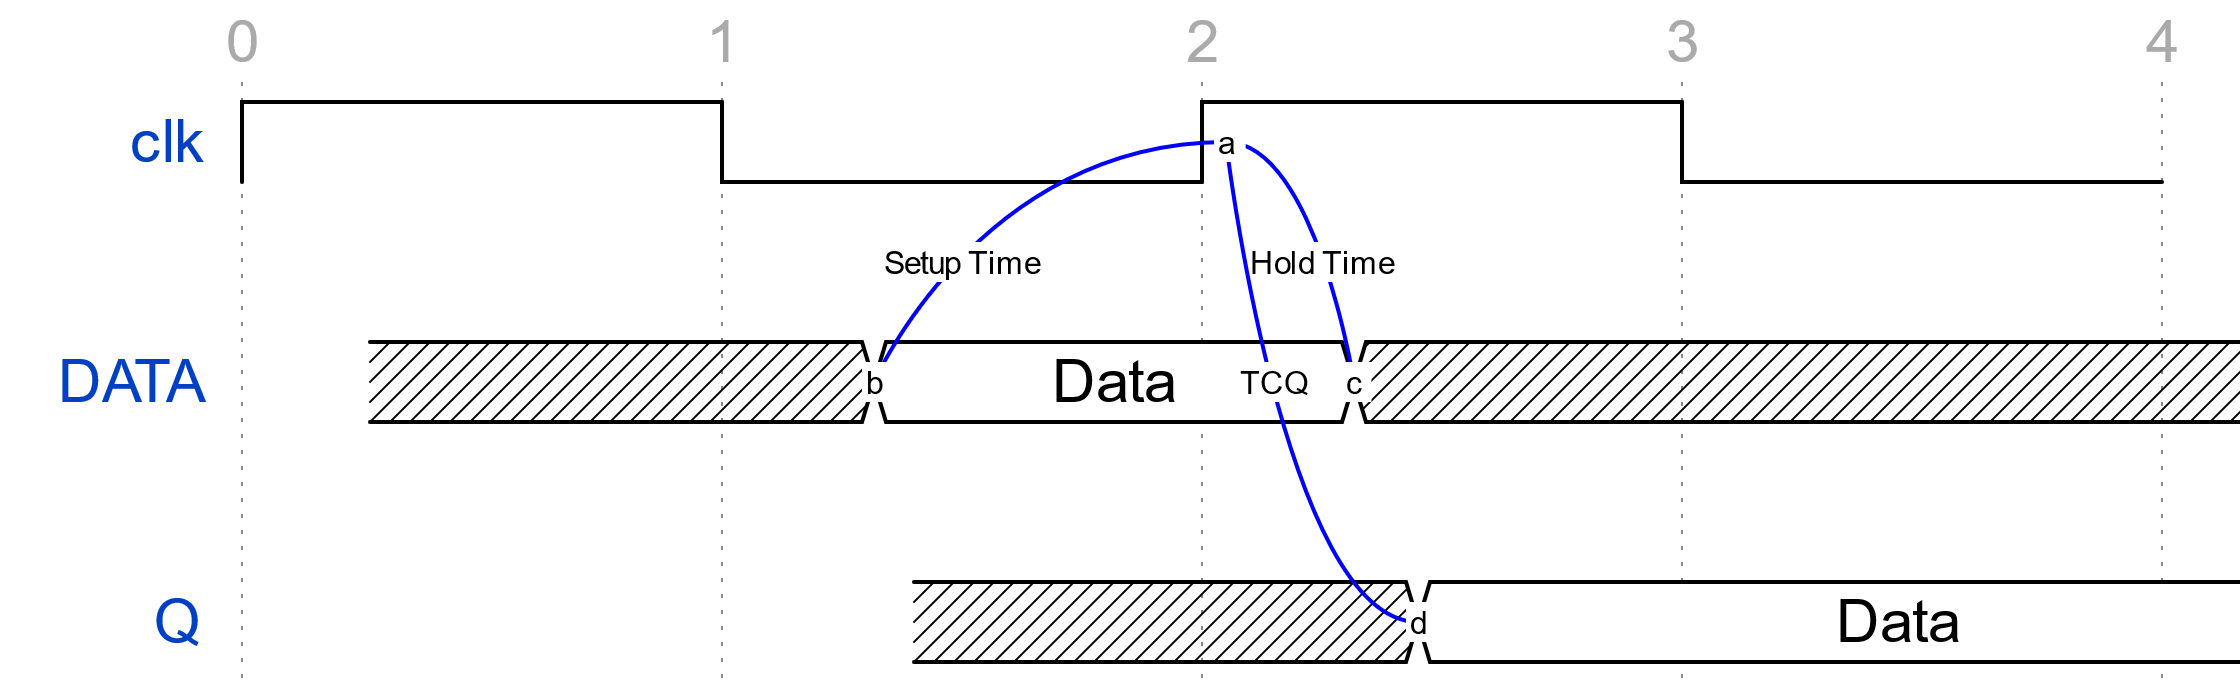 0 1 2 3 4
clk a
Setup Time Hold Time
DATA b Data TCQ c
Q d Data